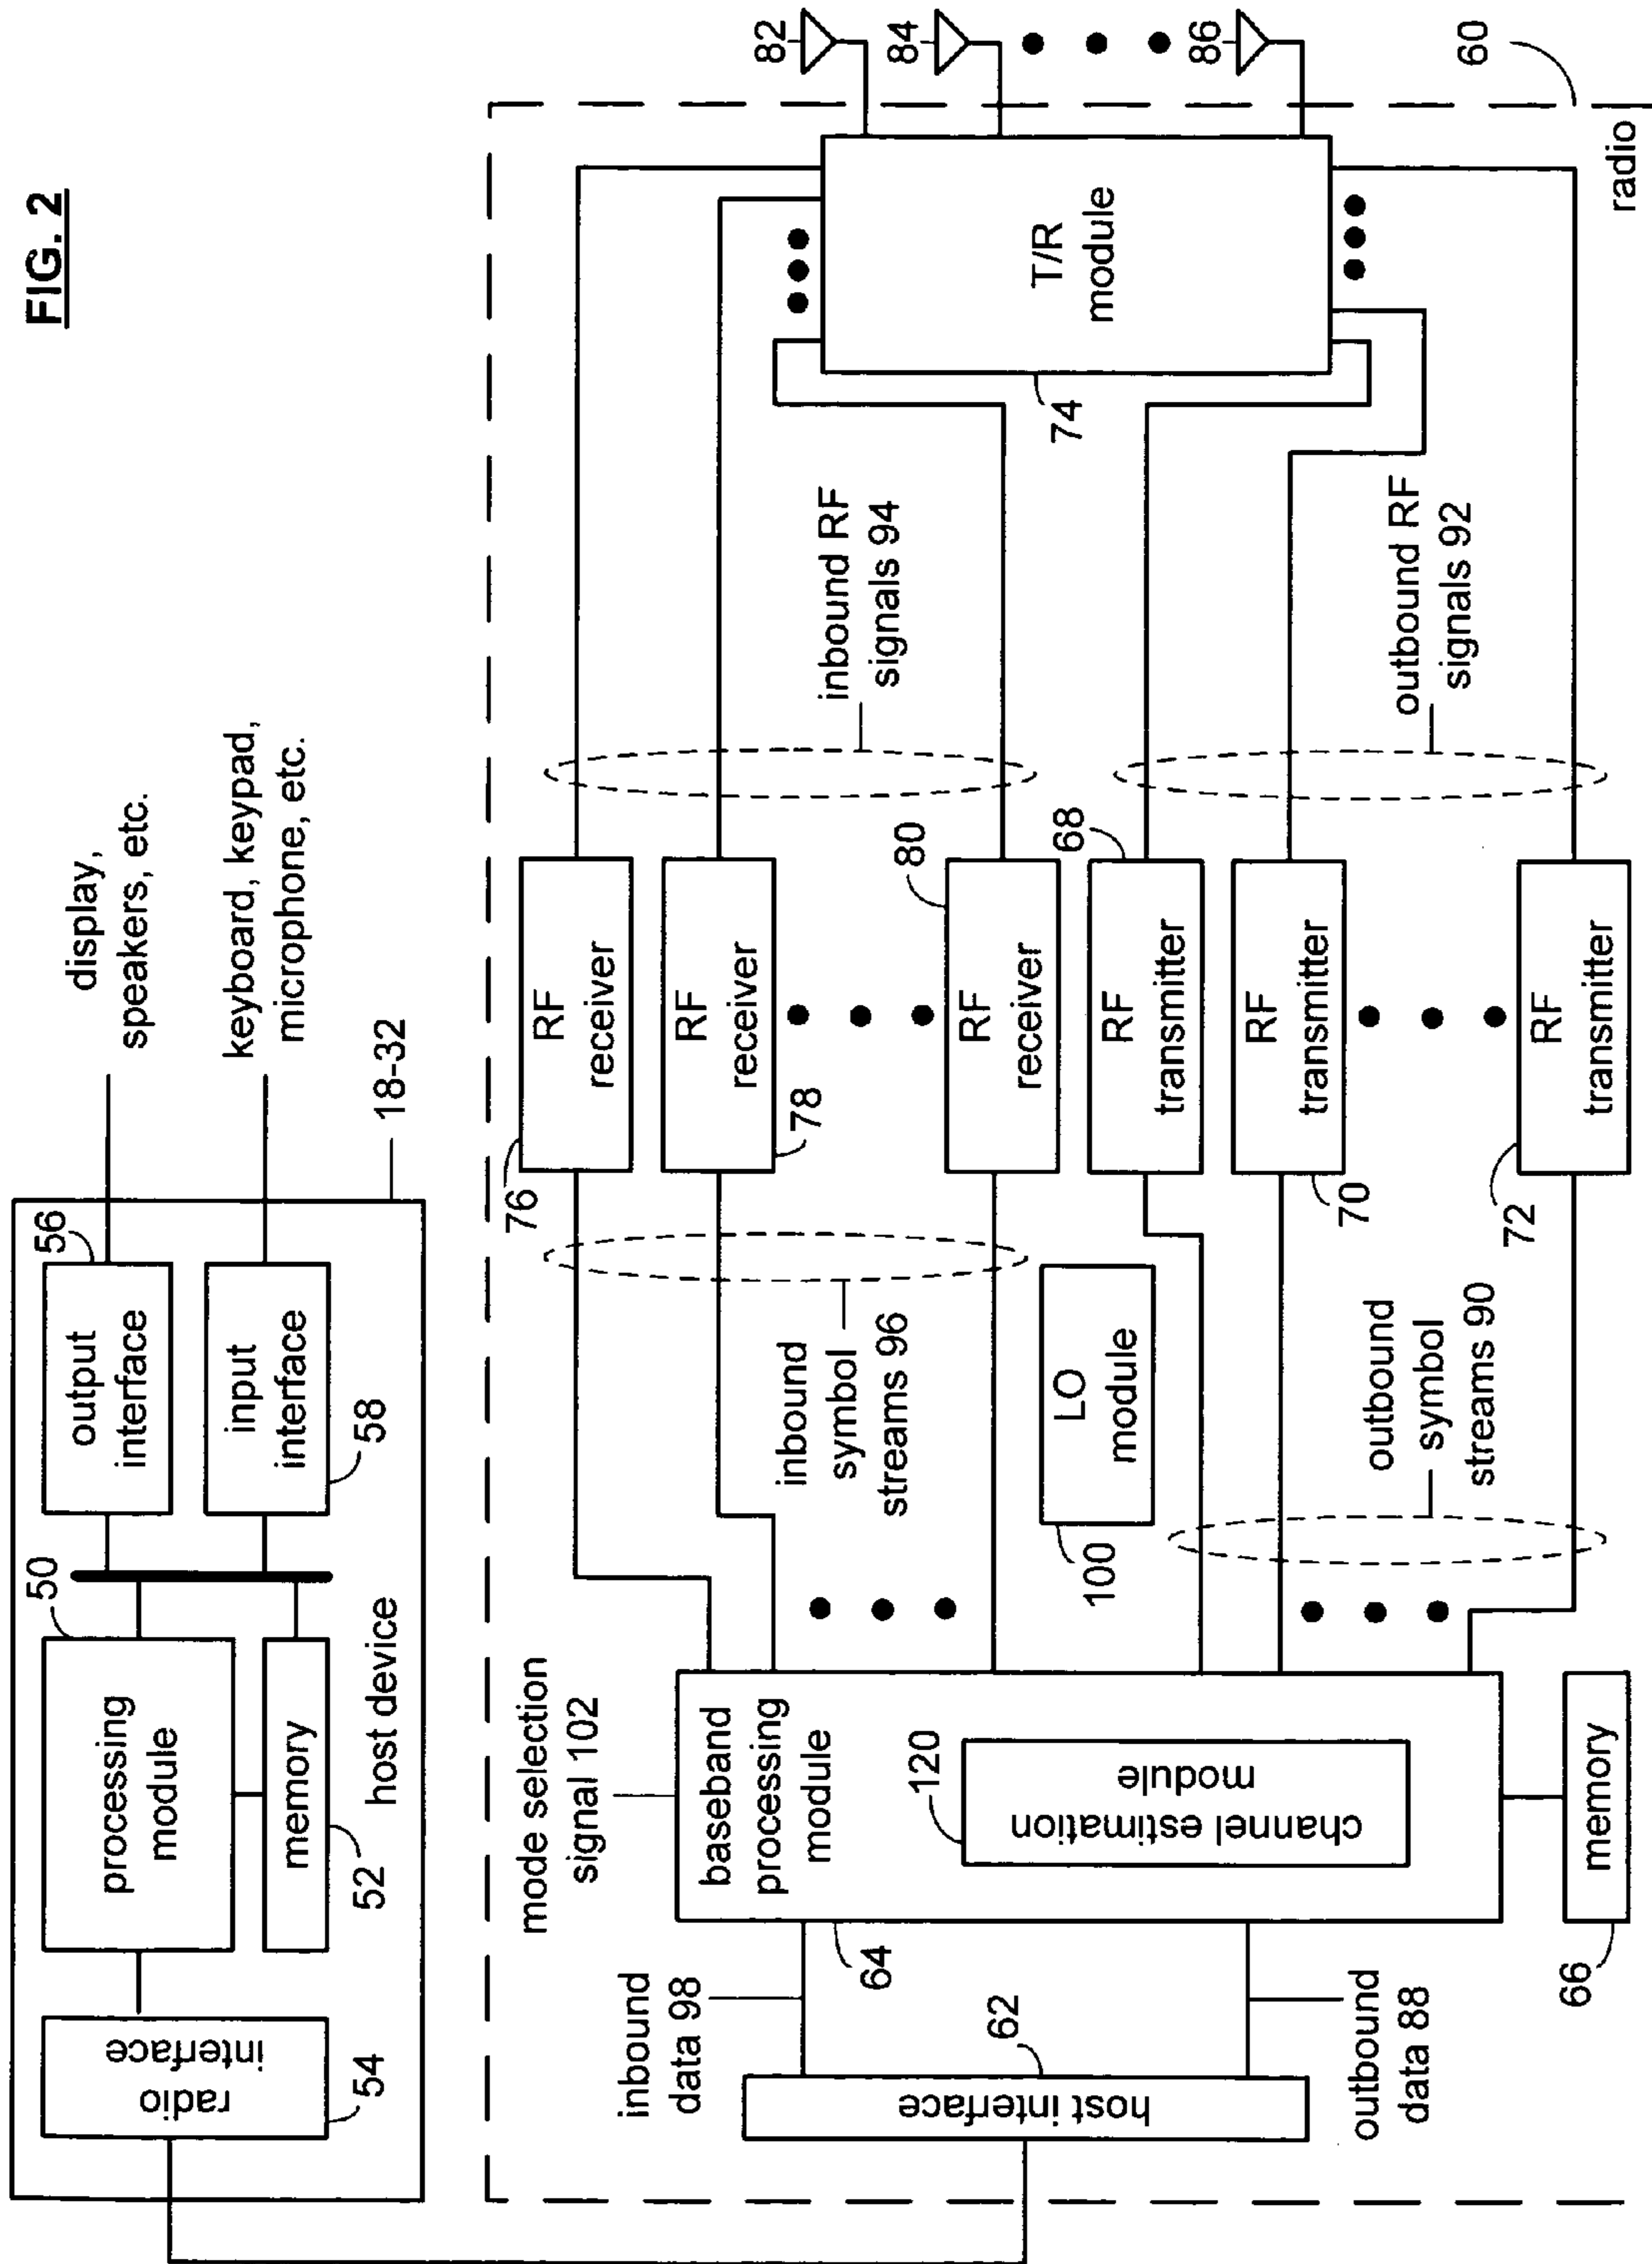 FIG. 2
display,
speakers, etc.
keyboard, keypad,
microphone, etc.
18-32
56
output
interface
input
interface
58
50
processing
module
memory
52
host device
radio
interface
54
60
radio
82
84
86
T/R
module
74
inbound RF
signals 94
outbound RF
signals 92
RF
receiver
76
RF
receiver
78
RF
receiver
80
RF
transmitter
68
RF
transmitter
70
RF
transmitter
72
inbound
symbol
streams 96
LO
module
100
outbound
symbol
streams 90
mode selection
signal 102
baseband
processing
module
64
channel estimation
module
120
memory
66
inbound
data 98
62
host interface
outbound
data 88